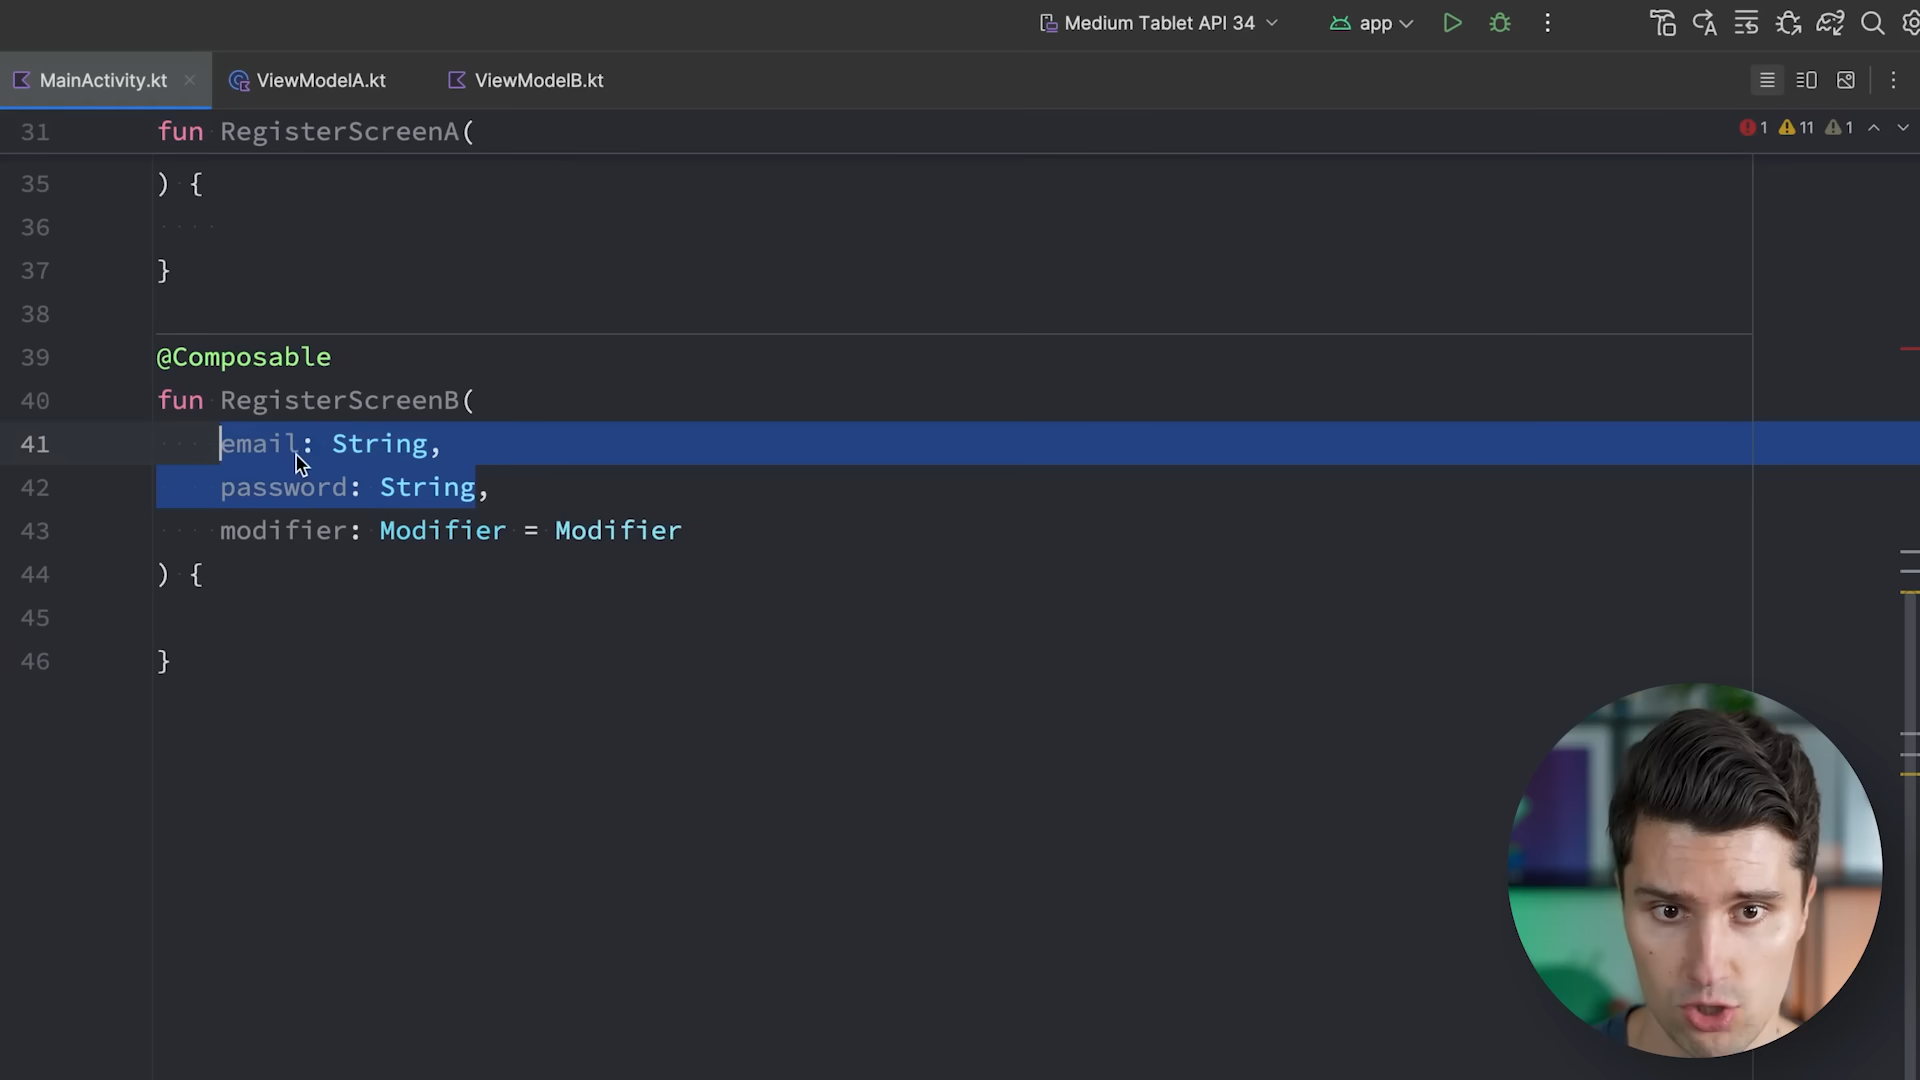 Medium Tablet API 34
app
MainActivity.kt
ViewModelA.kt
ViewModelB.kt
31 fun RegisterScreenA(
1 11 1
35 ) {
36
37 }
38
39 @Composable
40 fun RegisterScreenB(
41 email: String,
42 password: String,
43 modifier: Modifier = Modifier
44 ) {
45
46 }